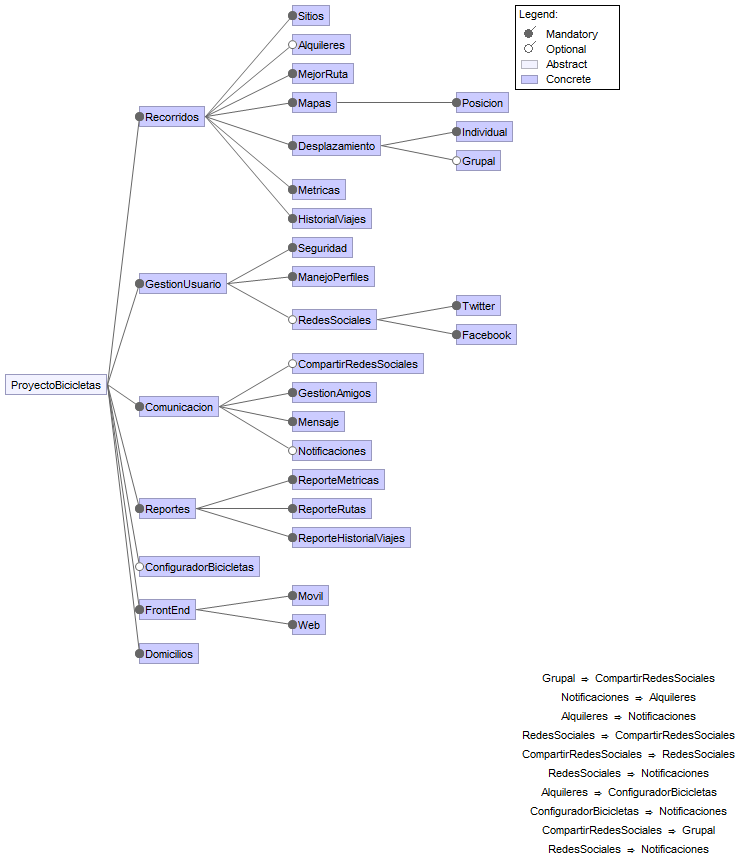 Legend:
Mandatory
Optional
Abstract
Concrete
Sitios
Alquileres
MejorRuta
Mapas
Posicion
Recorridos
Individual
Desplazamiento
Grupal
Metricas
HistorialViajes
Seguridad
ManejoPerfiles
GestionUsuario
Twitter
RedesSociales
Facebook
CompartirRedesSociales
ProyectoBicicletas
GestionAmigos
Comunicacion
Mensaje
Notificaciones
ReporteMetricas
Reportes
ReporteRutas
ReporteHistorialViajes
ConfiguradorBicicletas
Movil
FrontEnd
Web
Domicilios
Grupal ⇒ CompartirRedesSociales
Notificaciones ⇒ Alquileres
Alquileres ⇒ Notificaciones
RedesSociales ⇒ CompartirRedesSociales
CompartirRedesSociales ⇒ RedesSociales
RedesSociales ⇒ Notificaciones
Alquileres ⇒ ConfiguradorBicicletas
ConfiguradorBicicletas ⇒ Notificaciones
CompartirRedesSociales ⇒ Grupal
RedesSociales ⇒ Notificaciones